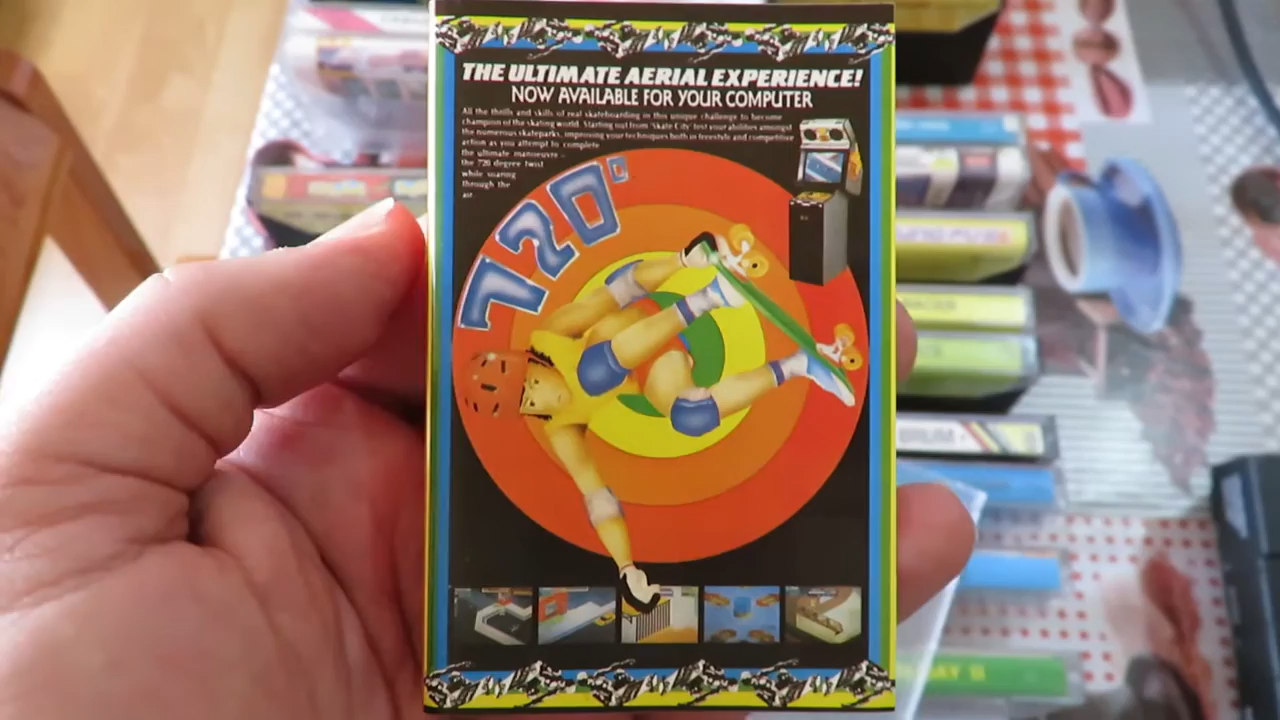 THE ULTIMATE AERIAL EXPERIENCE!
NOW AVAILABLE FOR YOUR COMPUTER
All the thrills and skills of real skateboarding in this unique challenge to become
champion of the skating world. Starting out from 'Skate City' test your abilities amongst
the numerous skateparks, improving your techniques both in freestyle and competitive
action as you attempt to complete
the ultimate manoeuvre –
the 720 degree twist
while soaring
through the
air.
720°